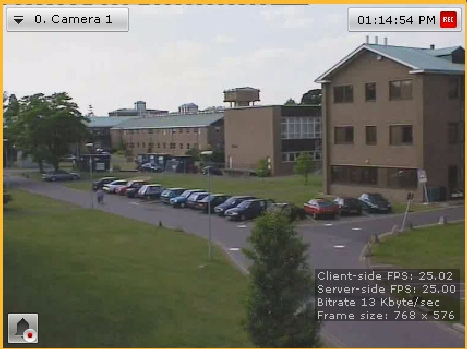 0. Camera 1
01:14:54 PM REC
Client-side FPS: 25.02
Server-side FPS: 25.00
Bitrate 13 Kbyte/sec
Frame size: 768 x 576